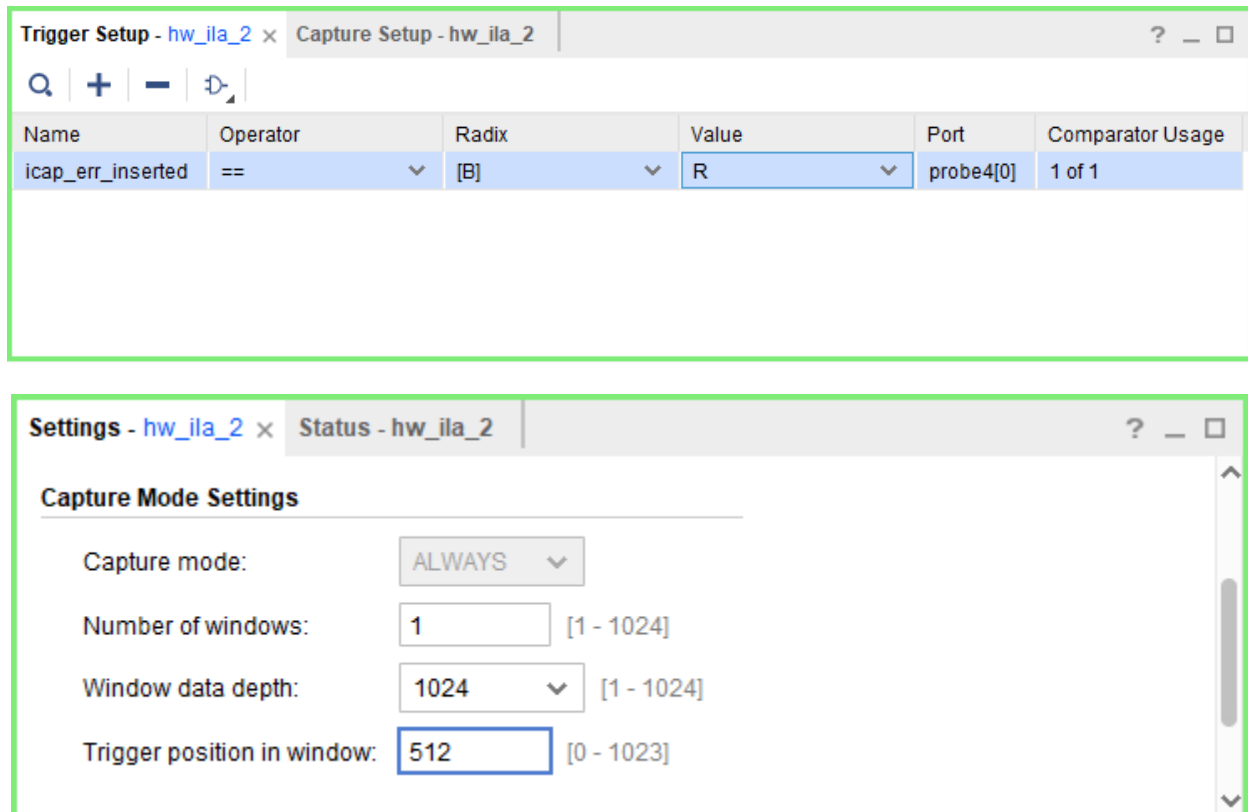 Trigger Setup - hw_ila_2 × Capture Setup - hw_ila_2 ? _ □
Name Operator Radix Value Port Comparator Usage
icap_err_inserted == [B] R probe4[0] 1 of 1
Settings - hw_ila_2 × Status - hw_ila_2 ? _ □
Capture Mode Settings
Capture mode: ALWAYS
Number of windows: 1 [1 - 1024]
Window data depth: 1024 [1 - 1024]
Trigger position in window: 512 [0 - 1023]